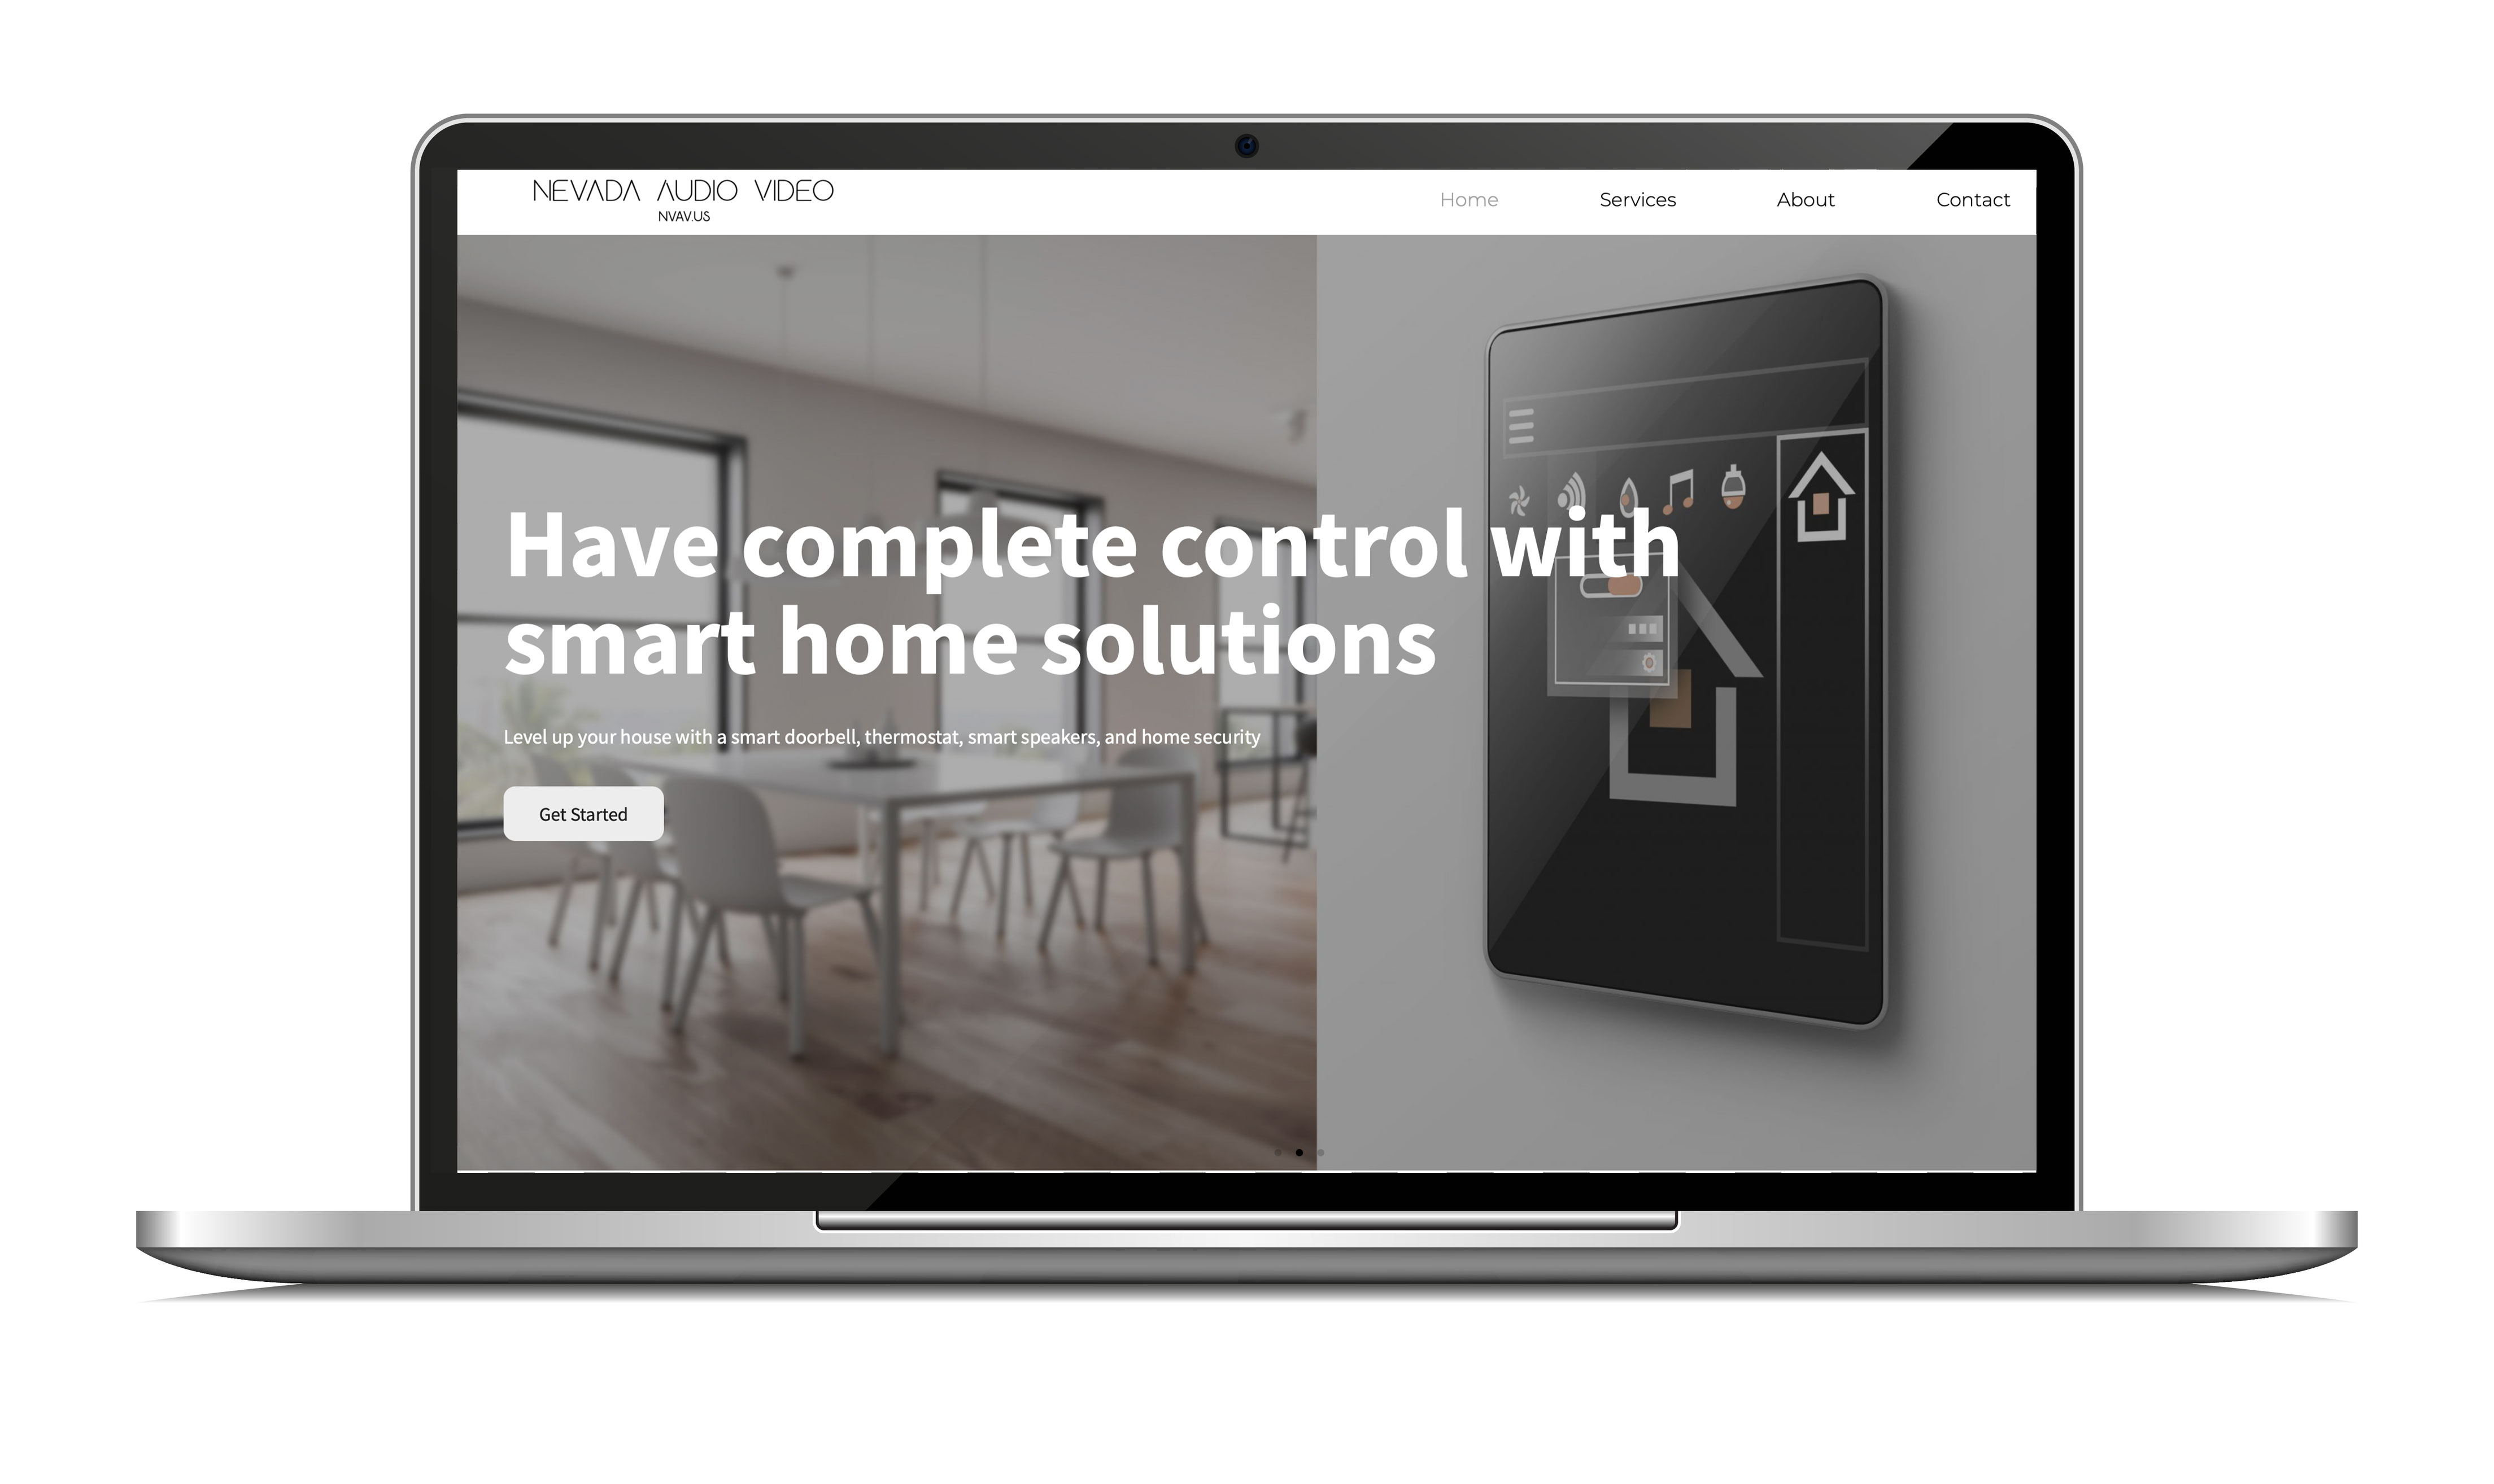 NEVADA AUDIO VIDEO
NVAV.US
Home
Services
About
Contact
Have complete control with
smart home solutions
Level up your house with a smart doorbell, thermostat, smart speakers, and home security
Get Started